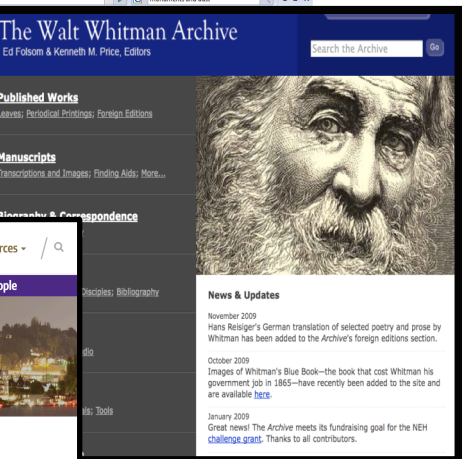 The Walt Whitman Archive
Ed Folsom & Kenneth M. Price, Editors
Search the Archive
Go
Published Works
Leaves; Periodical Printings; Foreign Editions
Manuscripts
Transcriptions and Images; Finding Aids; More...
Biography & Correspondence
Disciples; Bibliography
Tools
News & Updates
November 2009
Hans Reisiger's German translation of selected poetry and prose by
Whitman has been added to the Archive's foreign editions section.
October 2009
Images of Whitman's Blue Book—the book that cost Whitman his
government job in 1865—have recently been added to the site and
are available here.
January 2009
Great news! The Archive meets its fundraising goal for the NEH
challenge grant. Thanks to all contributors.